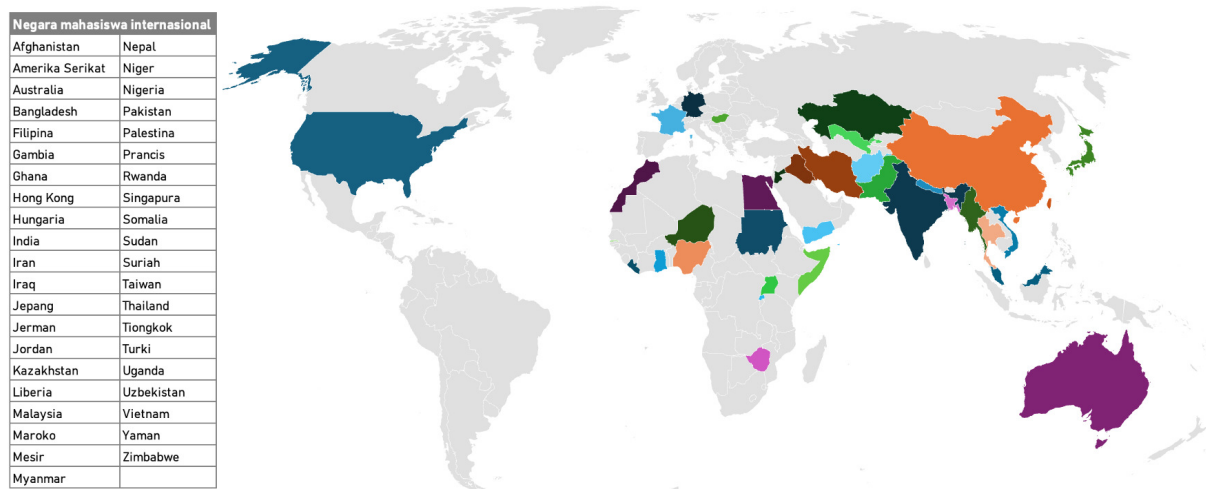 Negara mahasiswa internasional
Afghanistan Nepal
Amerika Serikat Niger
Australia Nigeria
Bangladesh Pakistan
Filipina Palestina
Gambia Prancis
Ghana Rwanda
Hong Kong Singapura
Hungaria Somalia
India Sudan
Iran Suriah
Iraq Taiwan
Jepang Thailand
Jerman Tiongkok
Jordan Turki
Kazakhstan Uganda
Liberia Uzbekistan
Malaysia Vietnam
Maroko Yaman
Mesir Zimbabwe
Myanmar